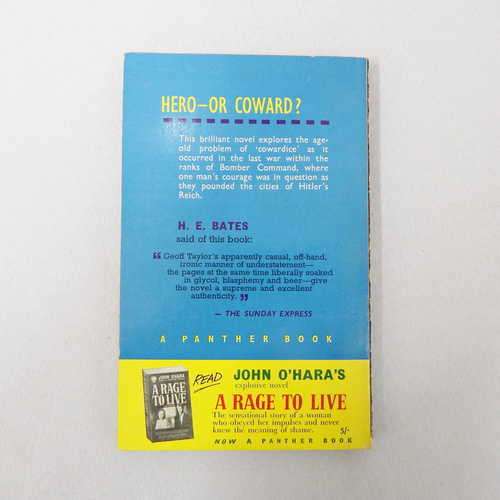 HERO—OR COWARD?
This brilliant novel explores the age-
old problem of 'cowardice' as it
occurred in the last war within the
ranks of Bomber Command, where
one man's courage was in question as
they pounded the cities of Hitler's
Reich.
H. E. BATES
said of this book:
"Geoff Taylor's apparently casual, off-hand,
ironic manner of understatement—
the pages at the same time liberally soaked
in glycol, blasphemy and beer—give
the novel a supreme and excellent
authenticity."
— THE SUNDAY EXPRESS
A PANTHER BOOK
JOHN O'HARA
A RAGE
TO LIVE
READ
JOHN O'HARA'S
explosive novel
A RAGE TO LIVE
The sensational story of a woman
who obeyed her impulses and never
knew the meaning of shame. 5/-
NOW A PANTHER BOOK